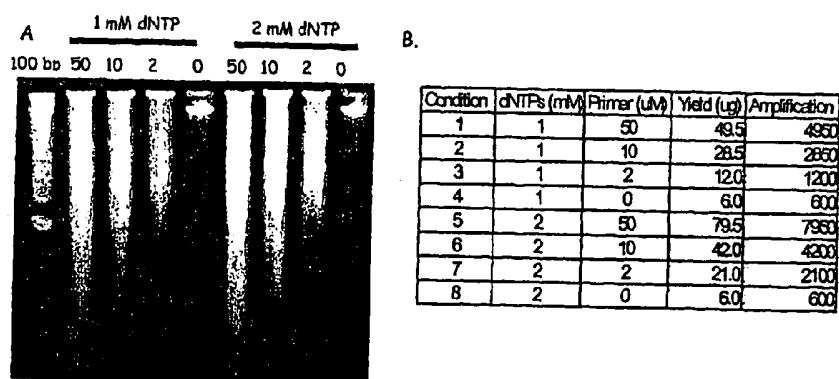 A
1 mM dNTP
2 mM dNTP
100 bp 50 10 2 0 50 10 2 0
B.
Condition dNTPs (mM) Primer (uM) Yield (ug) Amplification
1 1 50 49.5 4950
2 1 10 28.5 2850
3 1 2 12.0 1200
4 1 0 6.0 600
5 2 50 79.5 7950
6 2 10 42.0 4200
7 2 2 21.0 2100
8 2 0 6.0 600